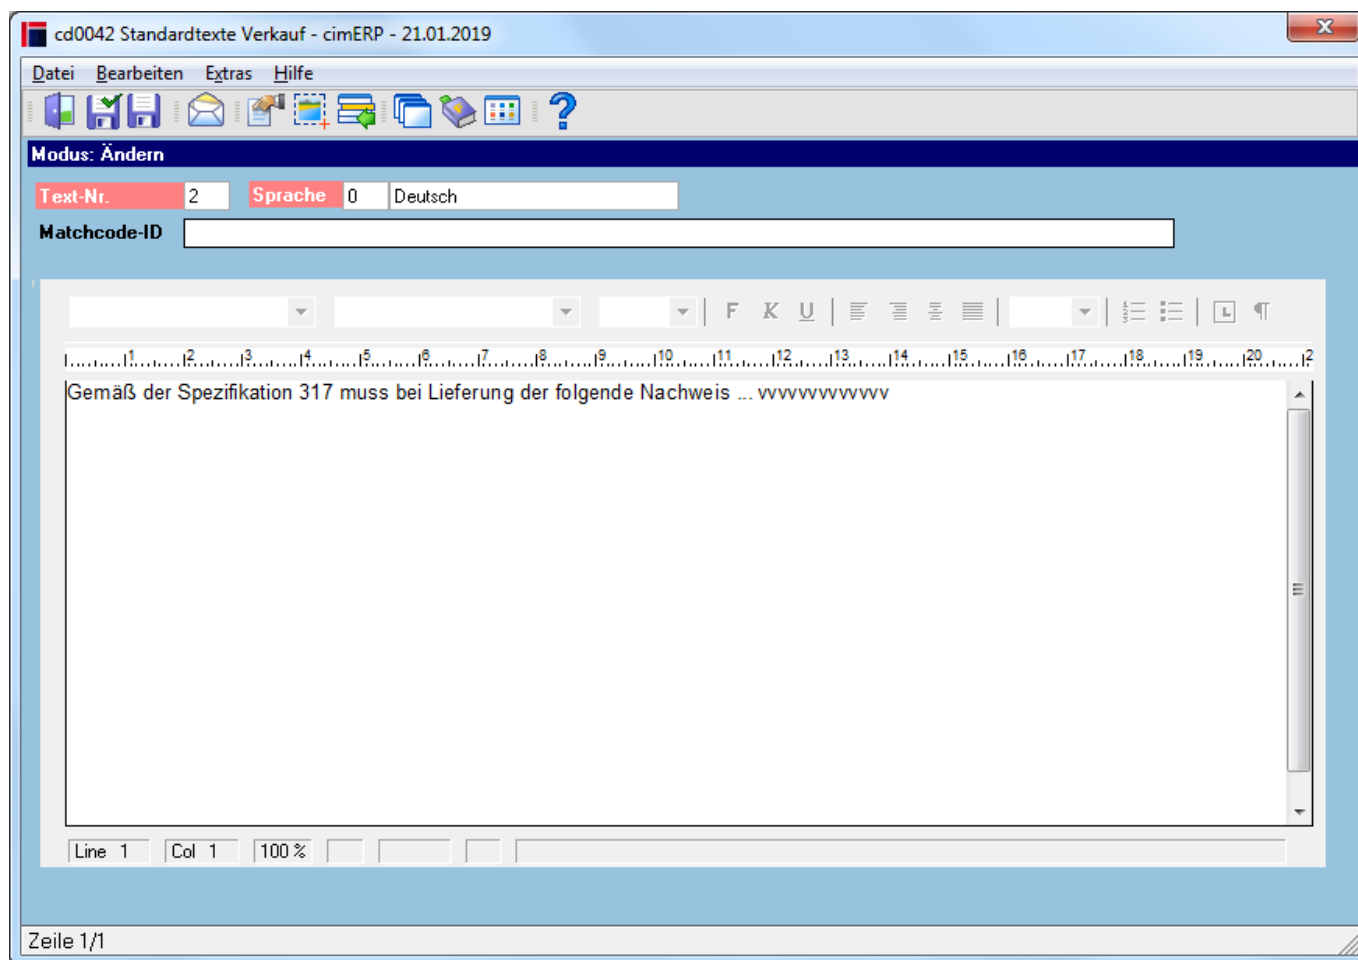 cd0042 Standardtexte Verkauf - cimERP - 21.01.2019
Datei Bearbeiten Extras Hilfe
Modus: Ändern
Text-Nr. 2 Sprache 0 Deutsch
Matchcode-ID
F K U
1 2 3 4 5 6 7 8 9 10 11 12 13 14 15 16 17 18 19 20 2
Gemäß der Spezifikation 317 muss bei Lieferung der folgende Nachweis ... vvvvvvvvvvvvv
Line 1 Col 1 100 %
Zeile 1/1